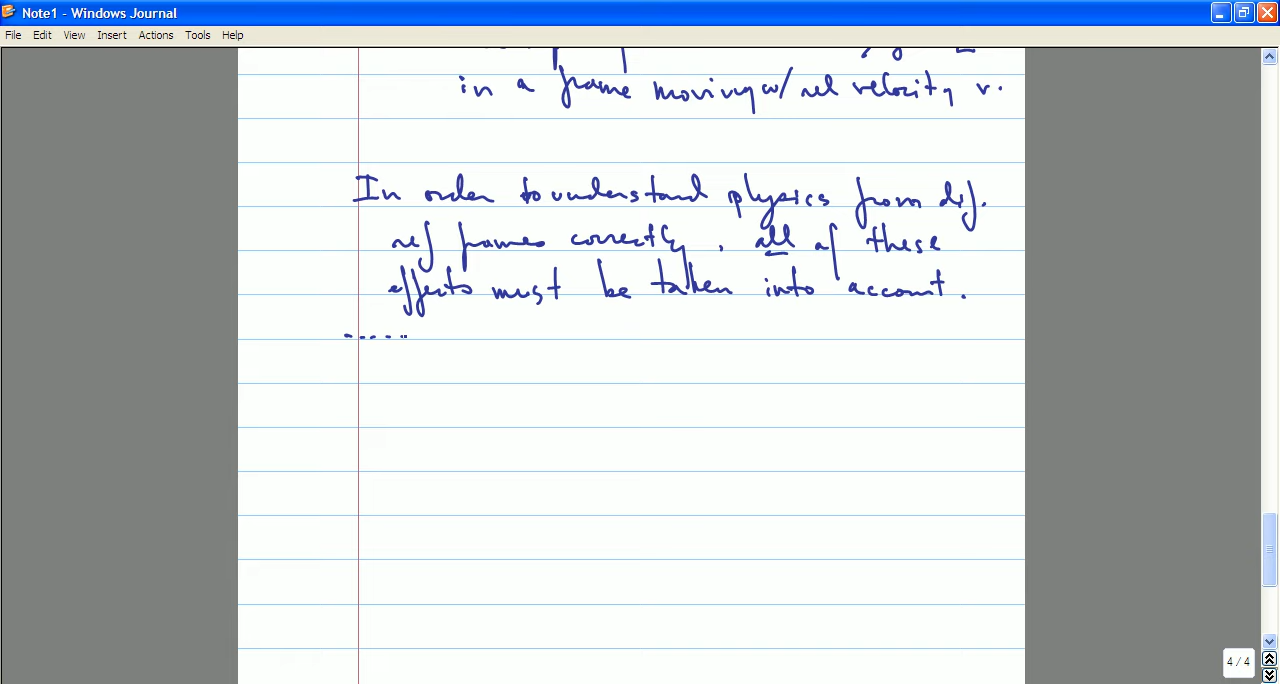 Note1 - Windows Journal
File Edit View Insert Actions Tools Help
in a frame moving w/ rel velocity v.
In order to understand physics from dif.
ref frames correctly, all of these
effects must be taken into account.
4 / 4